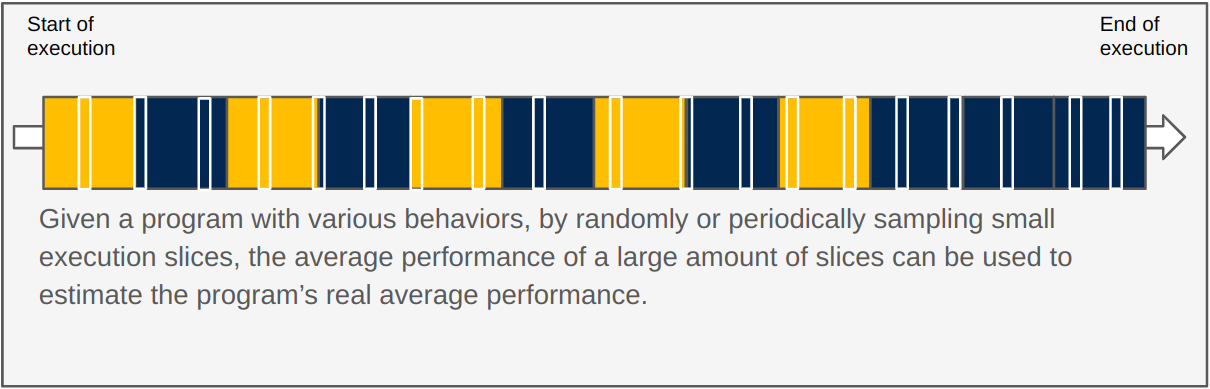 Start of
execution
End of
execution
Given a program with various behaviors, by randomly or periodically sampling small
execution slices, the average performance of a large amount of slices can be used to
estimate the program’s real average performance.